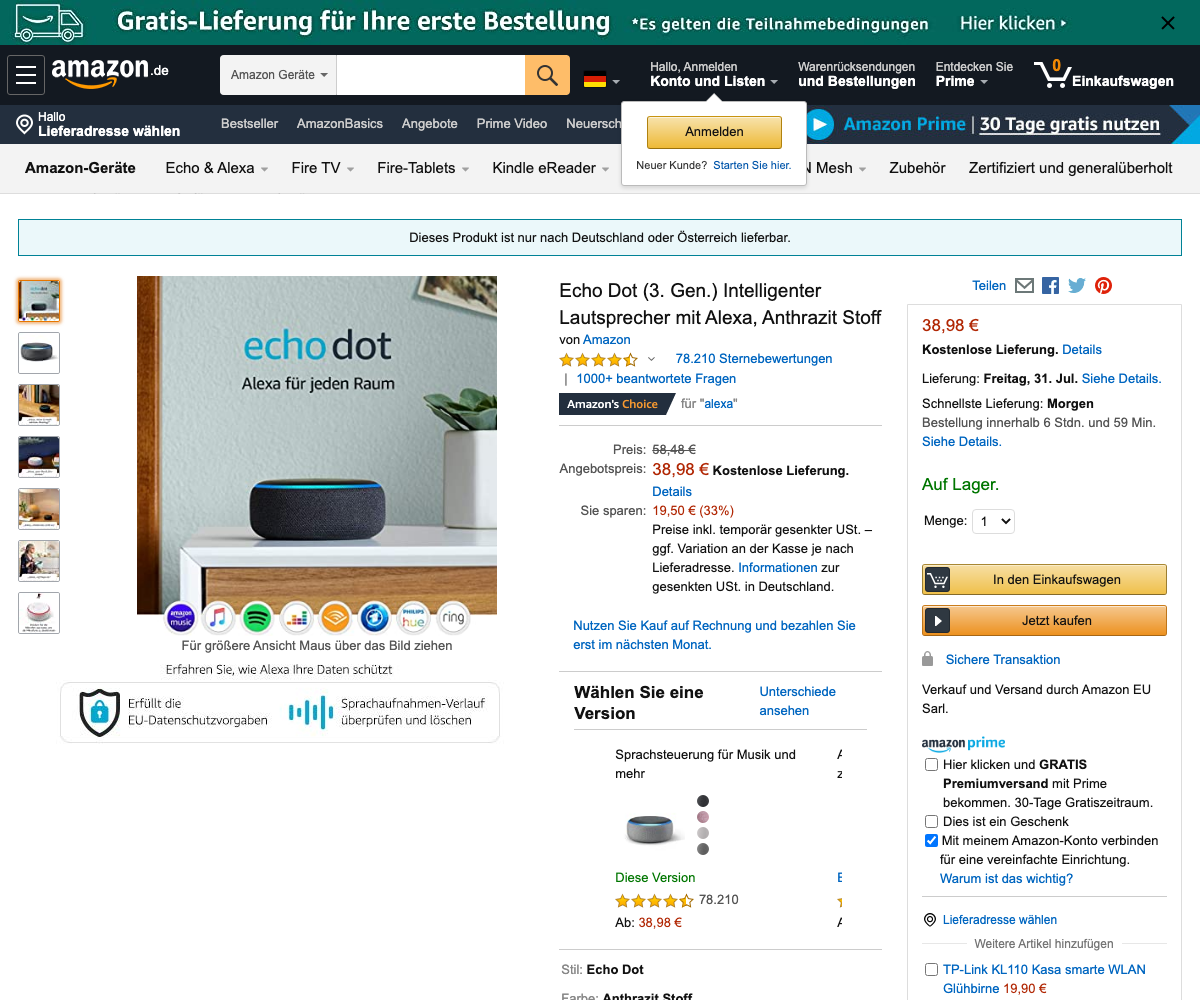 Gratis-Lieferung für Ihre erste Bestellung *Es gelten die Teilnahmebedingungen Hier klicken
amazon.de
Amazon Geräte
Hallo, Anmelden
Konto und Listen
Warenrücksendungen
und Bestellungen
Entdecken Sie
Prime
0
Einkaufswagen
Hallo
Lieferadresse wählen
Bestseller AmazonBasics Angebote Prime Video Neuersch
Amazon Prime | 30 Tage gratis nutzen
Anmelden
Neuer Kunde? Starten Sie hier.
Amazon-Geräte Echo & Alexa Fire TV Fire-Tablets Kindle eReader Mesh Zubehör Zertifiziert und generalüberholt
Dieses Produkt ist nur nach Deutschland oder Österreich lieferbar.
echo dot
Alexa für jeden Raum
amazon music
PHILIPS hue
ring
Für größere Ansicht Maus über das Bild ziehen
Erfahren Sie, wie Alexa Ihre Daten schützt
Erfüllt die
EU-Datenschutzvorgaben
Sprachaufnahmen-Verlauf
überprüfen und löschen
Echo Dot (3. Gen.) Intelligenter
Lautsprecher mit Alexa, Anthrazit Stoff
von Amazon
78.210 Sternebewertungen
| 1000+ beantwortete Fragen
Amazon's Choice für "alexa"
Preis: 58,48 €
Angebotspreis: 38,98 € Kostenlose Lieferung.
Details
Sie sparen: 19,50 € (33%)
Preise inkl. temporär gesenkter USt. –
ggf. Variation an der Kasse je nach
Lieferadresse. Informationen zur
gesenkten USt. in Deutschland.
Nutzen Sie Kauf auf Rechnung und bezahlen Sie
erst im nächsten Monat.
Wählen Sie eine
Version
Unterschiede
ansehen
Sprachsteuerung für Musik und
mehr
Diese Version
78.210
Ab: 38,98 €
Stil: Echo Dot
Farbe: Anthrazit Stoff
Teilen
38,98 €
Kostenlose Lieferung. Details
Lieferung: Freitag, 31. Jul. Siehe Details.
Schnellste Lieferung: Morgen
Bestellung innerhalb 6 Stdn. und 59 Min.
Siehe Details.
Auf Lager.
Menge: 1
In den Einkaufswagen
Jetzt kaufen
Sichere Transaktion
Verkauf und Versand durch Amazon EU
Sarl.
amazon prime
Hier klicken und GRATIS
Premiumversand mit Prime
bekommen. 30-Tage Gratiszeitraum.
Dies ist ein Geschenk
Mit meinem Amazon-Konto verbinden
für eine vereinfachte Einrichtung.
Warum ist das wichtig?
Lieferadresse wählen
Weitere Artikel hinzufügen
TP-Link KL110 Kasa smarte WLAN
Glühbirne 19,90 €